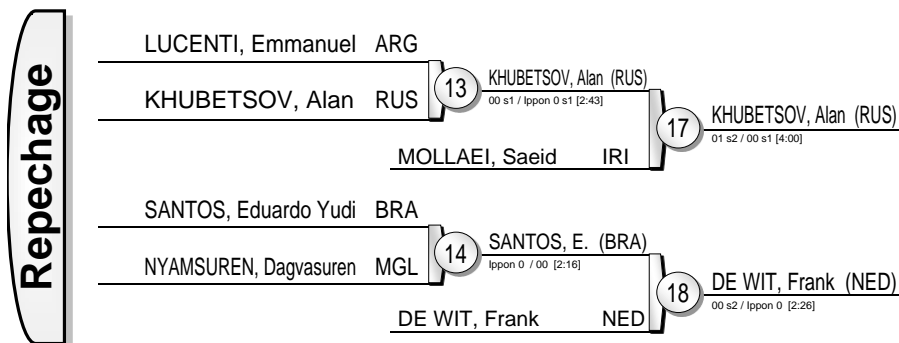 Repechage
LUCENTI, Emmanuel ARG
KHUBETSOV, Alan RUS
13
KHUBETSOV, Alan (RUS)
00 s1 / Ippon 0 s1 [2:43]
MOLLAEI, Saeid IRI
17
KHUBETSOV, Alan (RUS)
01 s2 / 00 s1 [4:00]
SANTOS, Eduardo Yudi BRA
NYAMSUREN, Dagvasuren MGL
14
SANTOS, E. (BRA)
Ippon 0 / 00 [2:16]
DE WIT, Frank NED
18
DE WIT, Frank (NED)
00 s2 / Ippon 0 [2:26]